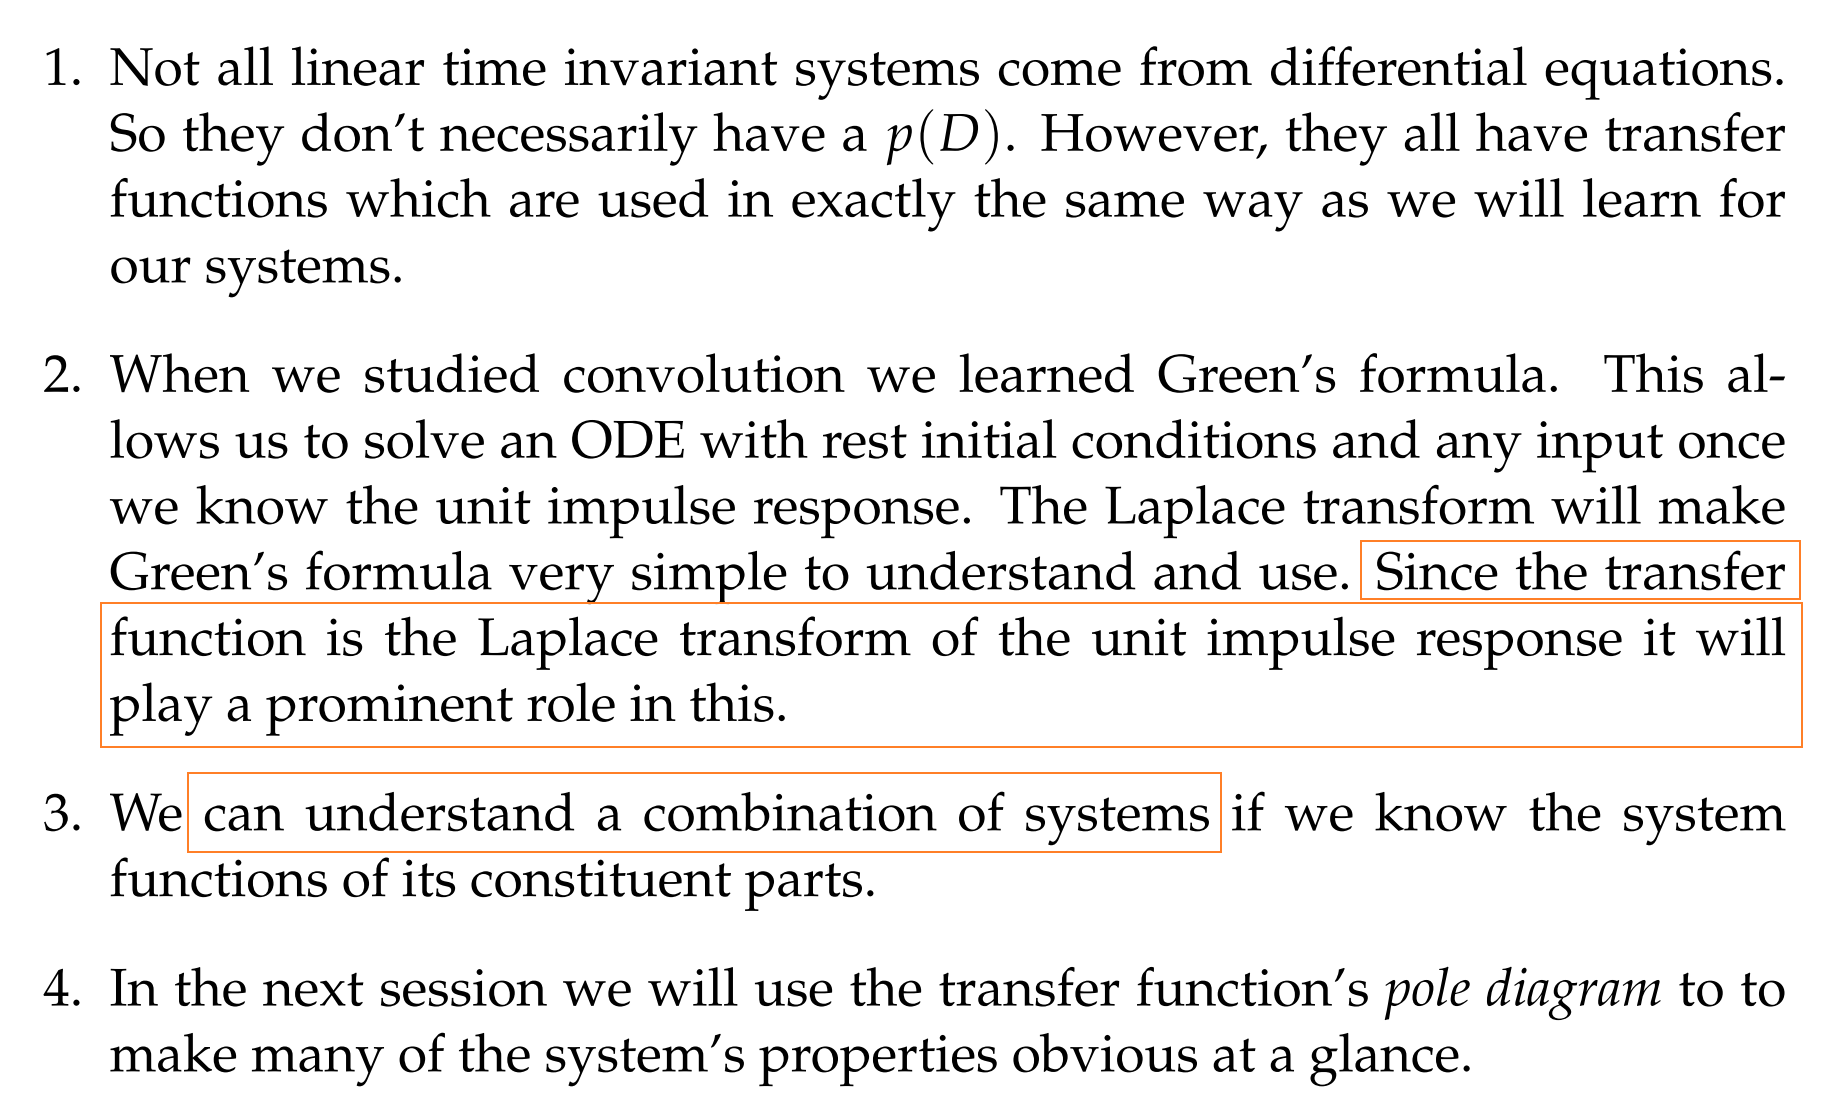 1. Not all linear time invariant systems come from differential equations.
So they don't necessarily have a p(D). However, they all have transfer
functions which are used in exactly the same way as we will learn for
our systems.
2. When we studied convolution we learned Green's formula. This al-
lows us to solve an ODE with rest initial conditions and any input once
we know the unit impulse response. The Laplace transform will make
Green's formula very simple to understand and use. Since the transfer
function is the Laplace transform of the unit impulse response it will
play a prominent role in this.
3. We can understand a combination of systems if we know the system
functions of its constituent parts.
4. In the next session we will use the transfer function's pole diagram to to
make many of the system's properties obvious at a glance.